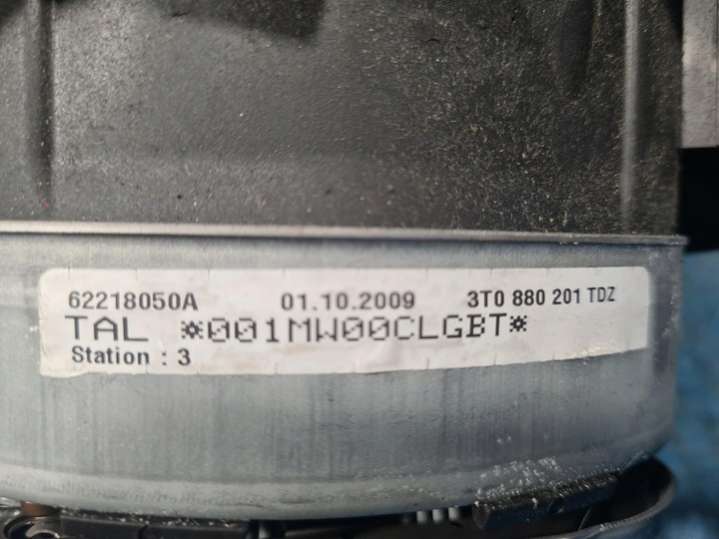 62218050A 01.10.2009 3T0 880 201 TDZ
TAL *001MW00CLGBT*
Station : 3